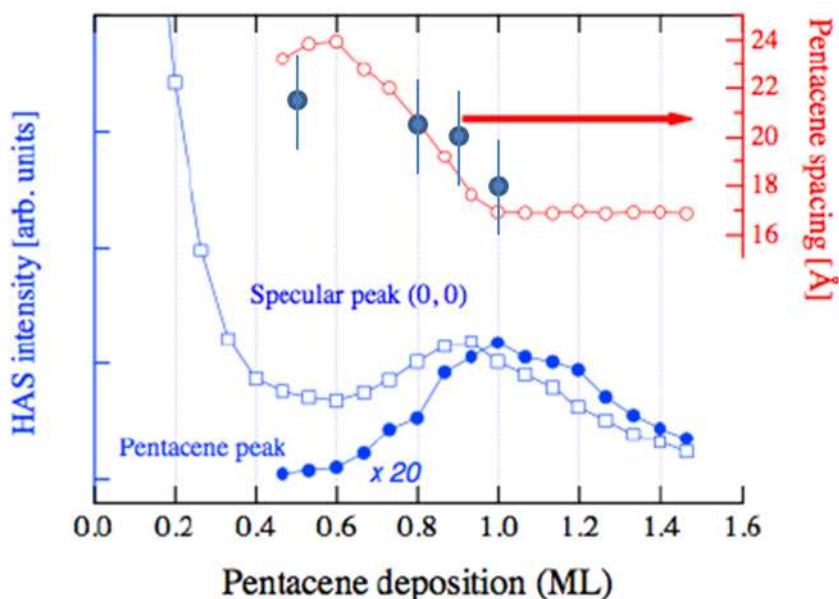 24
22
20
18
16
Pentacene spacing [Å]
HAS intensity [arb. units]
Specular peak (0, 0)
Pentacene peak
x 20
0.0 0.2 0.4 0.6 0.8 1.0 1.2 1.4 1.6
Pentacene deposition (ML)